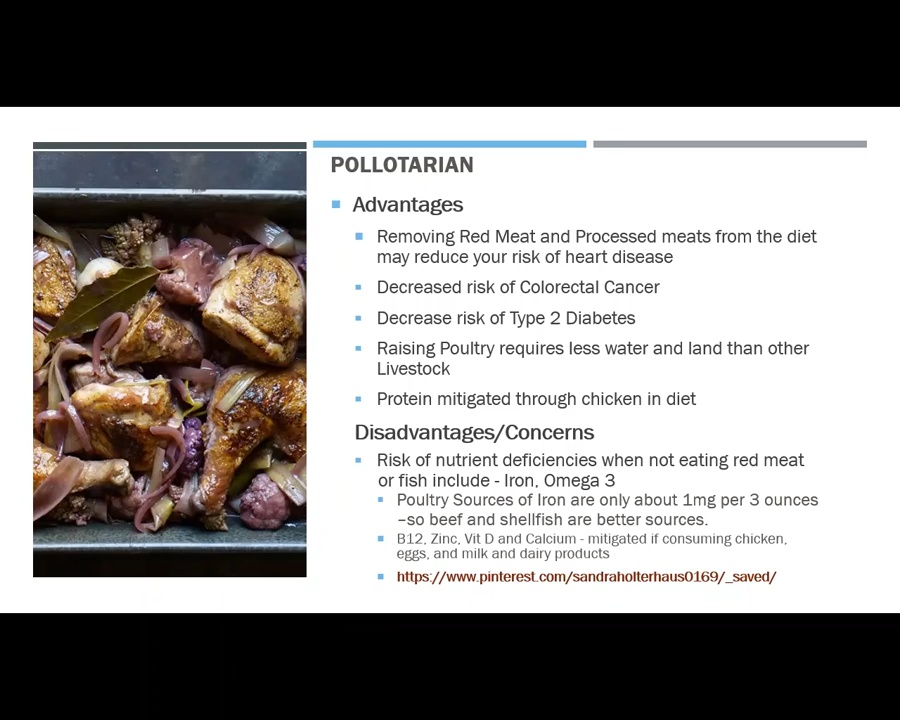 POLLOTARIAN
Advantages
Removing Red Meat and Processed meats from the diet
may reduce your risk of heart disease
Decreased risk of Colorectal Cancer
Decrease risk of Type 2 Diabetes
Raising Poultry requires less water and land than other
Livestock
Protein mitigated through chicken in diet
Disadvantages/Concerns
Risk of nutrient deficiencies when not eating red meat
or fish include - Iron, Omega 3
Poultry Sources of Iron are only about 1mg per 3 ounces
–so beef and shellfish are better sources.
B12, Zinc, Vit D and Calcium - mitigated if consuming chicken,
eggs, and milk and dairy products
https://www.pinterest.com/sandraholterhaus0169/_saved/